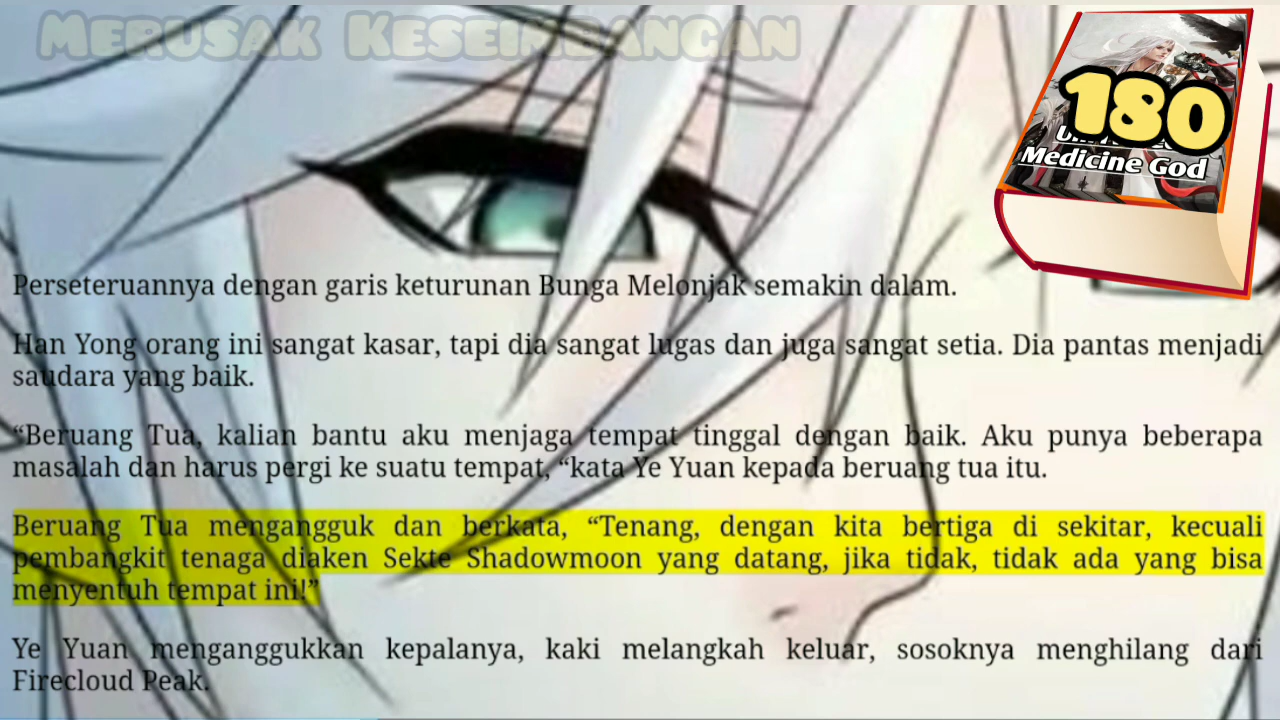 Merusak Keseimbangan
180
Medicine God
Perseteruannya dengan garis keturunan Bunga Melonjak semakin dalam.
Han Yong orang ini sangat kasar, tapi dia sangat lugas dan juga sangat setia. Dia pantas menjadi
saudara yang baik.
“Beruang Tua, kalian bantu aku menjaga tempat tinggal dengan baik. Aku punya beberapa
masalah dan harus pergi ke suatu tempat, “kata Ye Yuan kepada beruang tua itu.
Beruang Tua mengangguk dan berkata, “Tenang, dengan kita bertiga di sekitar, kecuali
pembangkit tenaga diaken Sekte Shadowmoon yang datang, jika tidak, tidak ada yang bisa
menyentuh tempat ini!”
Ye Yuan menganggukkan kepalanya, kaki melangkah keluar, sosoknya menghilang dari
Firecloud Peak.